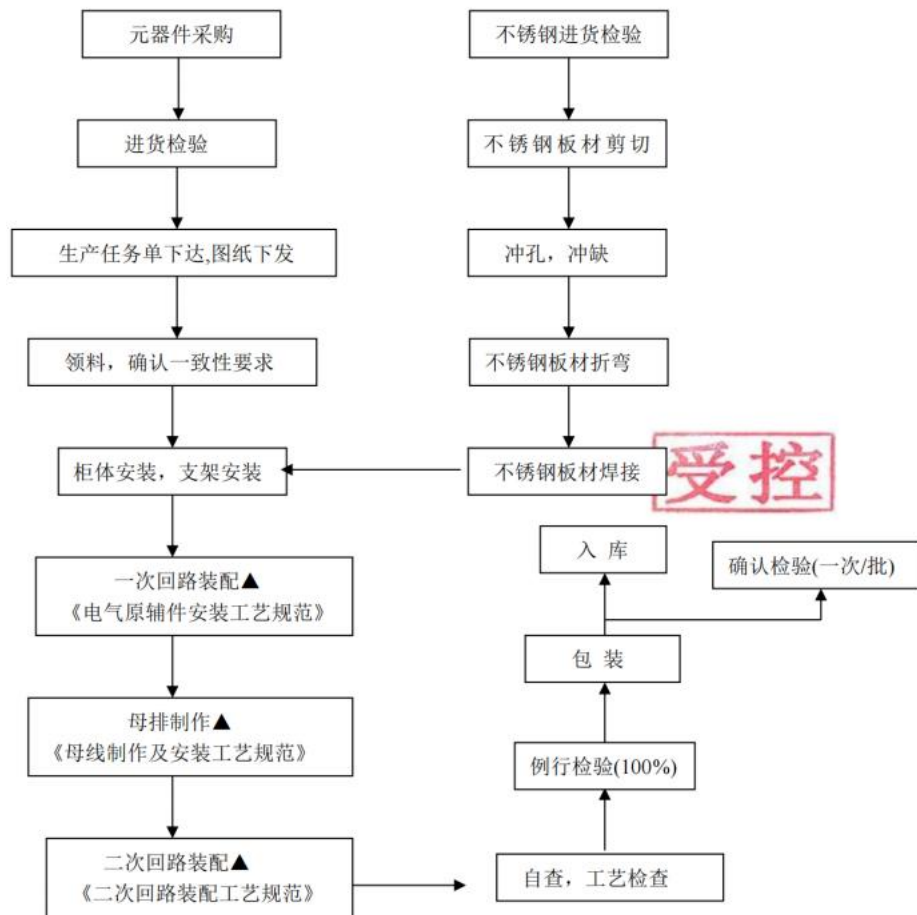 元器件采购
进货检验
生产任务单下达,图纸下发
领料，确认一致性要求
柜体安装，支架安装
一次回路装配▲
《电气原辅件安装工艺规范》
母排制作▲
《母线制作及安装工艺规范》
二次回路装配▲
《二次回路装配工艺规范》
不锈钢进货检验
不锈钢板材剪切
冲孔，冲缺
不锈钢板材折弯
不锈钢板材焊接
受控
入 库
确认检验(一次/批)
包 装
例行检验(100%)
自查，工艺检查